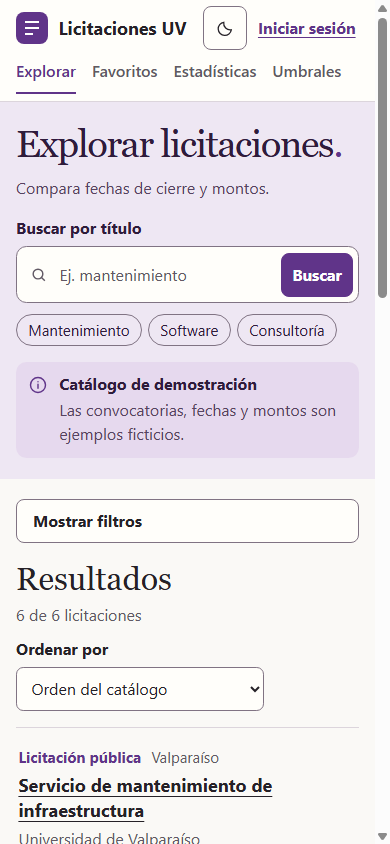 Licitaciones UV
Iniciar sesión
Explorar Favoritos Estadísticas Umbrales
Explorar licitaciones.
Compara fechas de cierre y montos.
Buscar por título
Ej. mantenimiento
Buscar
Mantenimiento Software Consultoría
Catálogo de demostración
Las convocatorias, fechas y montos son
ejemplos ficticios.
Mostrar filtros
Resultados
6 de 6 licitaciones
Ordenar por
Orden del catálogo
Licitación pública Valparaíso
Servicio de mantenimiento de
infraestructura
Universidad de Valparaíso